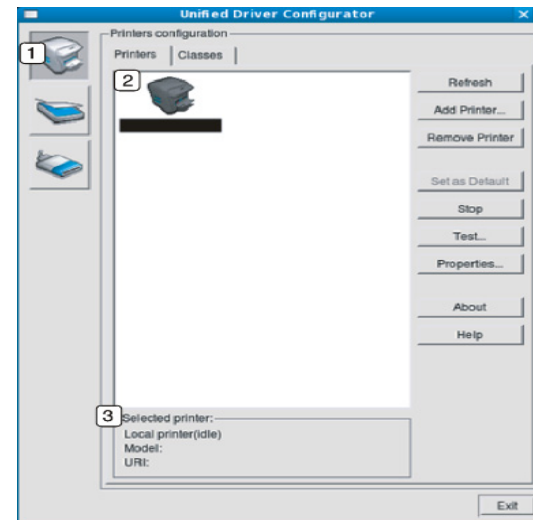 Unified Driver Configurator
Printers configuration
1
Printers Classes
2
Refresh
Add Printer...
Remove Printer
Set as Default
Stop
Test...
Properties...
About
Help
3
Selected printer:
Local printer(idle)
Model:
URI:
Exit